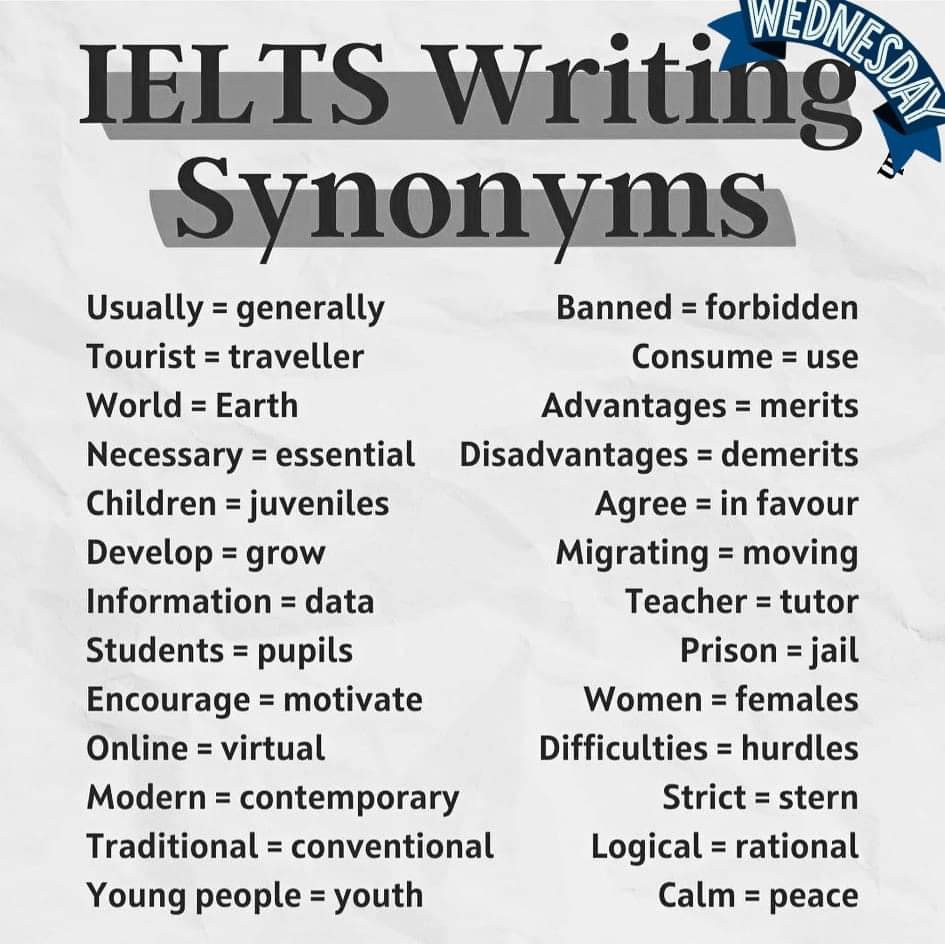 WEDNESDAY
IELTS Writing
Synonyms
Usually = generally
Tourist = traveller
World = Earth
Necessary = essential
Children = juveniles
Develop = grow
Information = data
Students = pupils
Encourage = motivate
Online = virtual
Modern = contemporary
Traditional = conventional
Young people = youth
Banned = forbidden
Consume = use
Advantages = merits
Disadvantages = demerits
Agree = in favour
Migrating = moving
Teacher = tutor
Prison = jail
Women = females
Difficulties = hurdles
Strict = stern
Logical = rational
Calm = peace